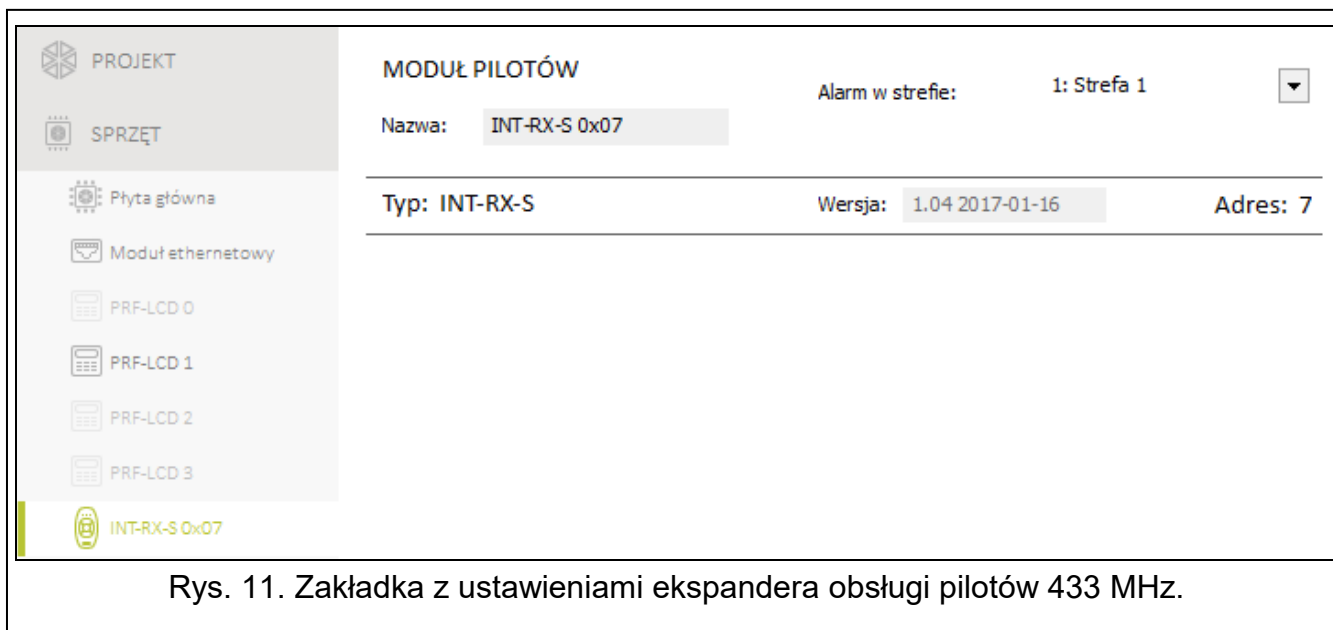 PROJEKT
SPRZĘT
Płyta główna
Moduł ethernetowy
PRF-LCD 0
PRF-LCD 1
PRF-LCD 2
PRF-LCD 3
INT-RX-S 0x07
MODUŁ PILOTÓW
Alarm w strefie: 1: Strefa 1
Nazwa: INT-RX-S 0x07
Typ: INT-RX-S Wersja: 1.04 2017-01-16 Adres: 7
Rys. 11. Zakładka z ustawieniami ekspandera obsługi pilotów 433 MHz.